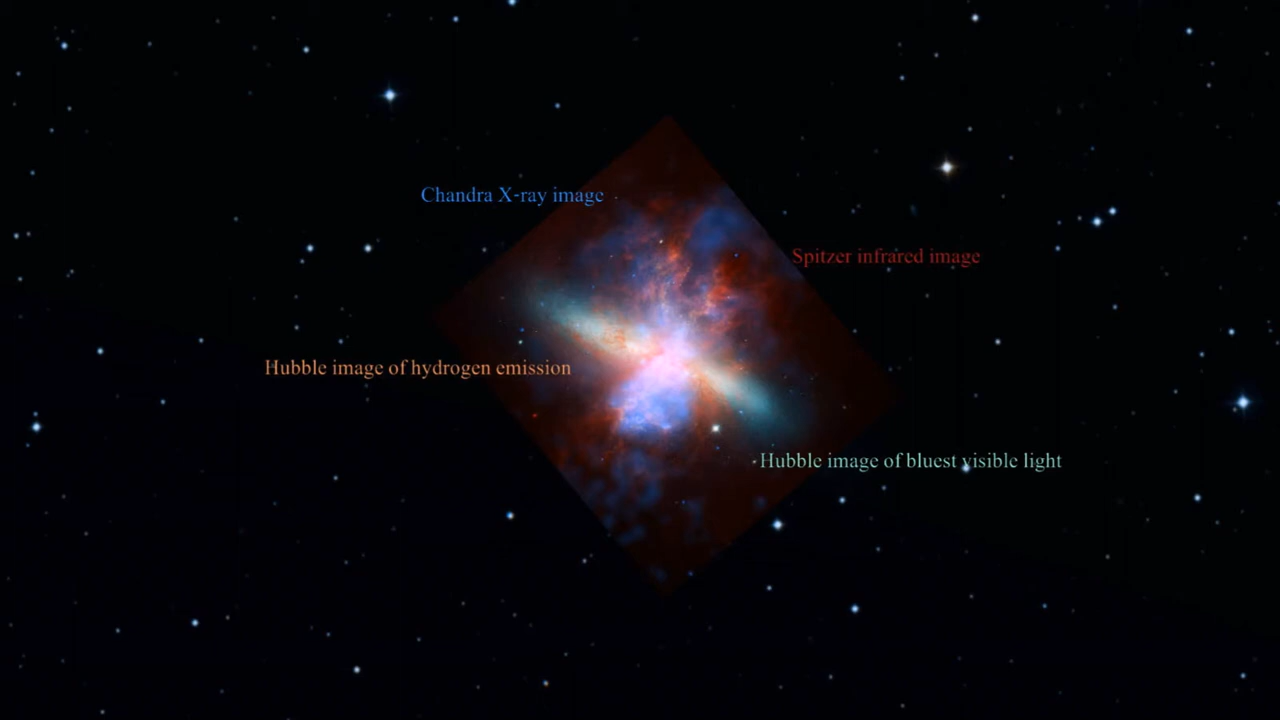 Chandra X-ray image
Spitzer infrared image
Hubble image of hydrogen emission
Hubble image of bluest visible light